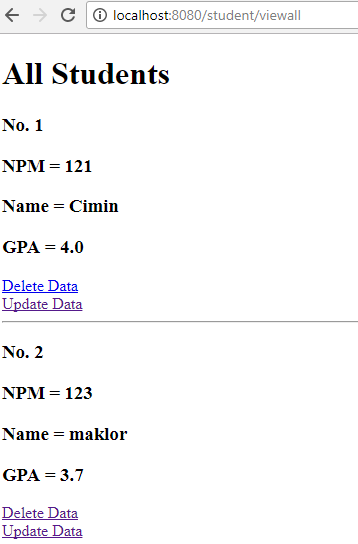 localhost:8080/student/viewall
All Students
No. 1
NPM = 121
Name = Cimin
GPA = 4.0
Delete Data
Update Data
No. 2
NPM = 123
Name = maklor
GPA = 3.7
Delete Data
Update Data